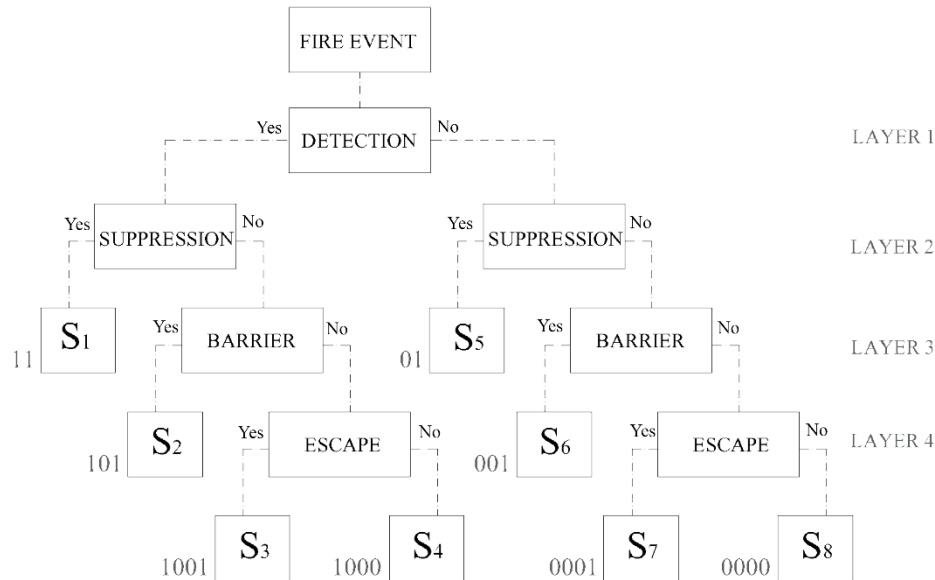 FIRE EVENT
Yes
No
DETECTION
LAYER 1
Yes
No
Yes
No
SUPPRESSION
SUPPRESSION
LAYER 2
S1
Yes
No
S5
Yes
No
BARRIER
BARRIER
LAYER 3
11
01
S2
Yes
No
S6
Yes
No
ESCAPE
ESCAPE
LAYER 4
101
001
S3
S4
S7
S8
1001
1000
0001
0000